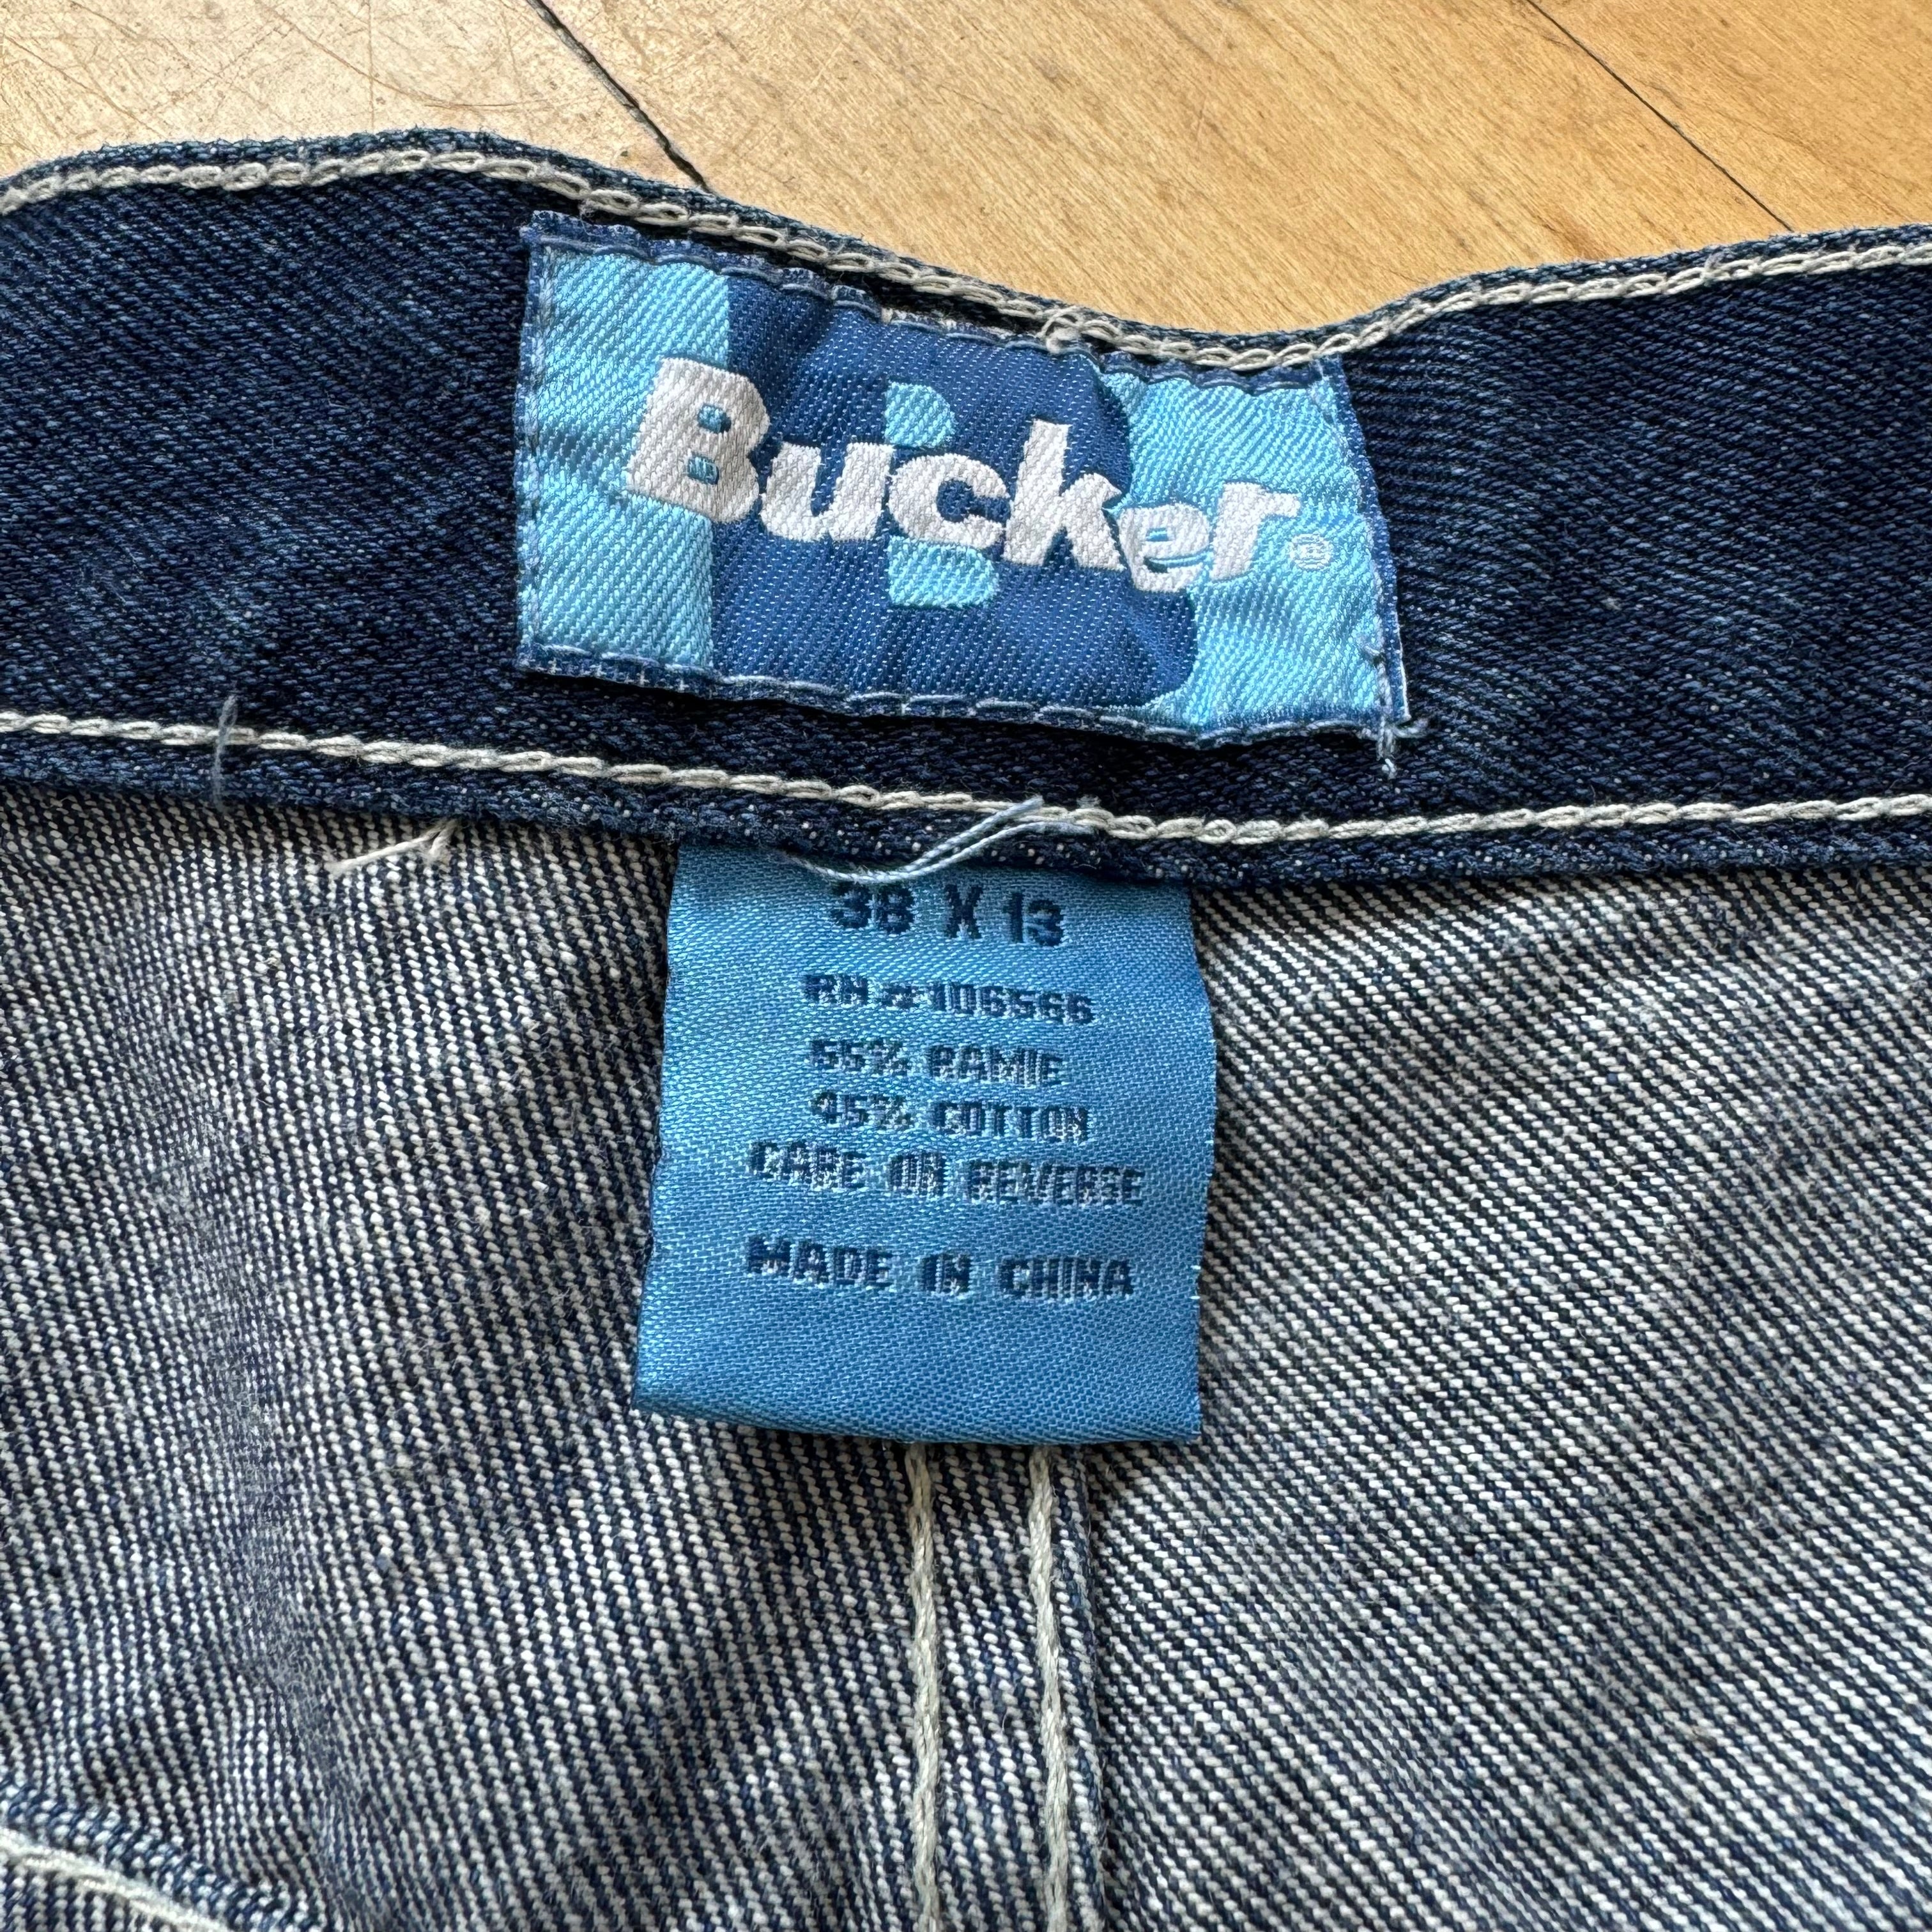 Bucker®
38 X 13
RN #106566
55% RAMIE
45% COTTON
CARE ON REVERSE
MADE IN CHINA